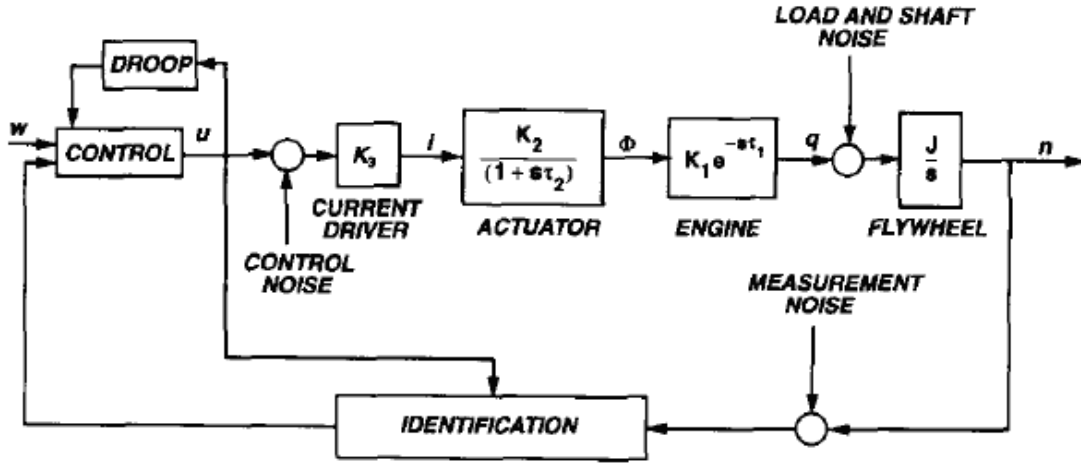 LOAD AND SHAFT
NOISE
DROOP
w
CONTROL
u
K₃
i
K₂
(1 + sτ₂)
Φ
K₁e^{-sτ₁}
q
J
s
n
CURRENT
DRIVER
ACTUATOR
ENGINE
FLYWHEEL
CONTROL
NOISE
MEASUREMENT
NOISE
IDENTIFICATION